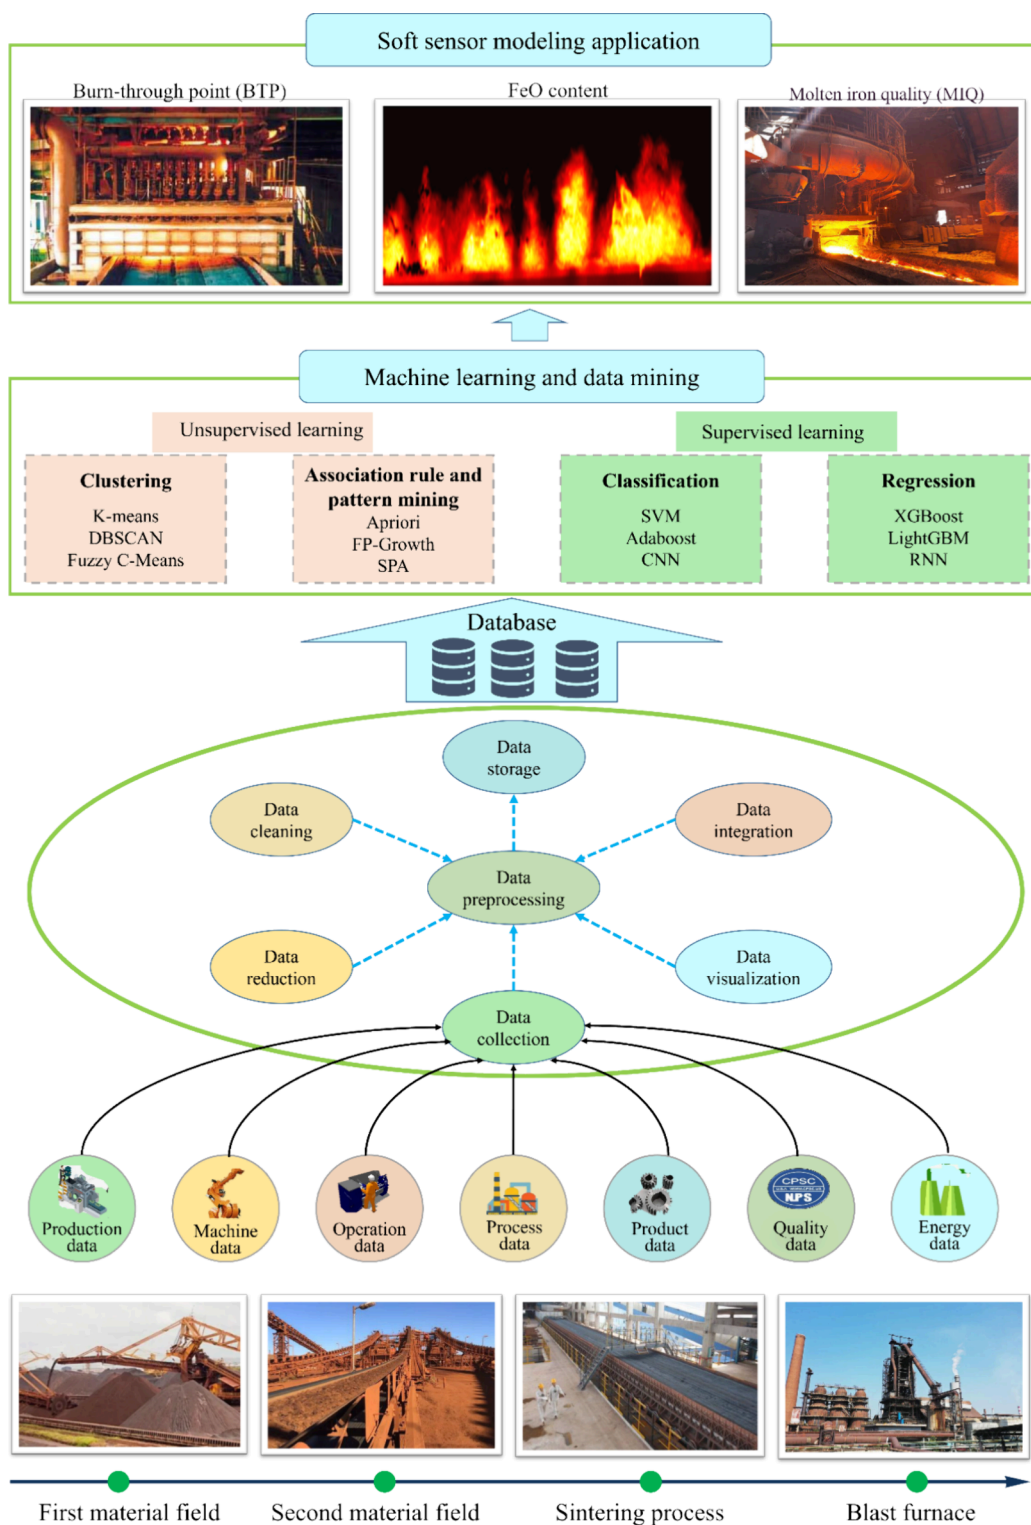 Soft sensor modeling application
Burn-through point (BTP)
FeO content
Molten iron quality (MIQ)
Machine learning and data mining
Unsupervised learning
Supervised learning
Clustering
K-means
DBSCAN
Fuzzy C-Means
Association rule and
pattern mining
Apriori
FP-Growth
SPA
Classification
SVM
Adaboost
CNN
Regression
XGBoost
LightGBM
RNN
Database
Data
storage
Data
cleaning
Data
integration
Data
preprocessing
Data
reduction
Data
visualization
Data
collection
Production
data
Machine
data
Operation
data
Process
data
Product
data
CPSC
NPS
Quality
data
Energy
data
First material field
Second material field
Sintering process
Blast furnace